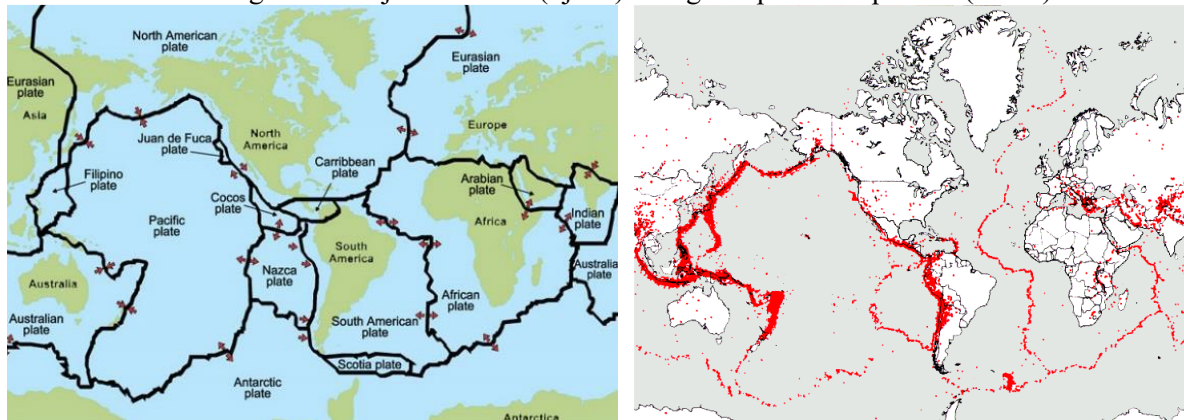 North American
plate
Eurasian
plate
Eurasian
plate
Asia
Juan de Fuca
plate
North
America
Europe
Carribbean
plate
Filipino
plate
Arabian
plate
Cocos
plate
Africa
Indian
plate
Pacific
plate
Nazca
plate
South
America
Australia
Australia
plate
African
plate
Australian
plate
South American
plate
Scotia plate
Antarctic
plate
Antarctica